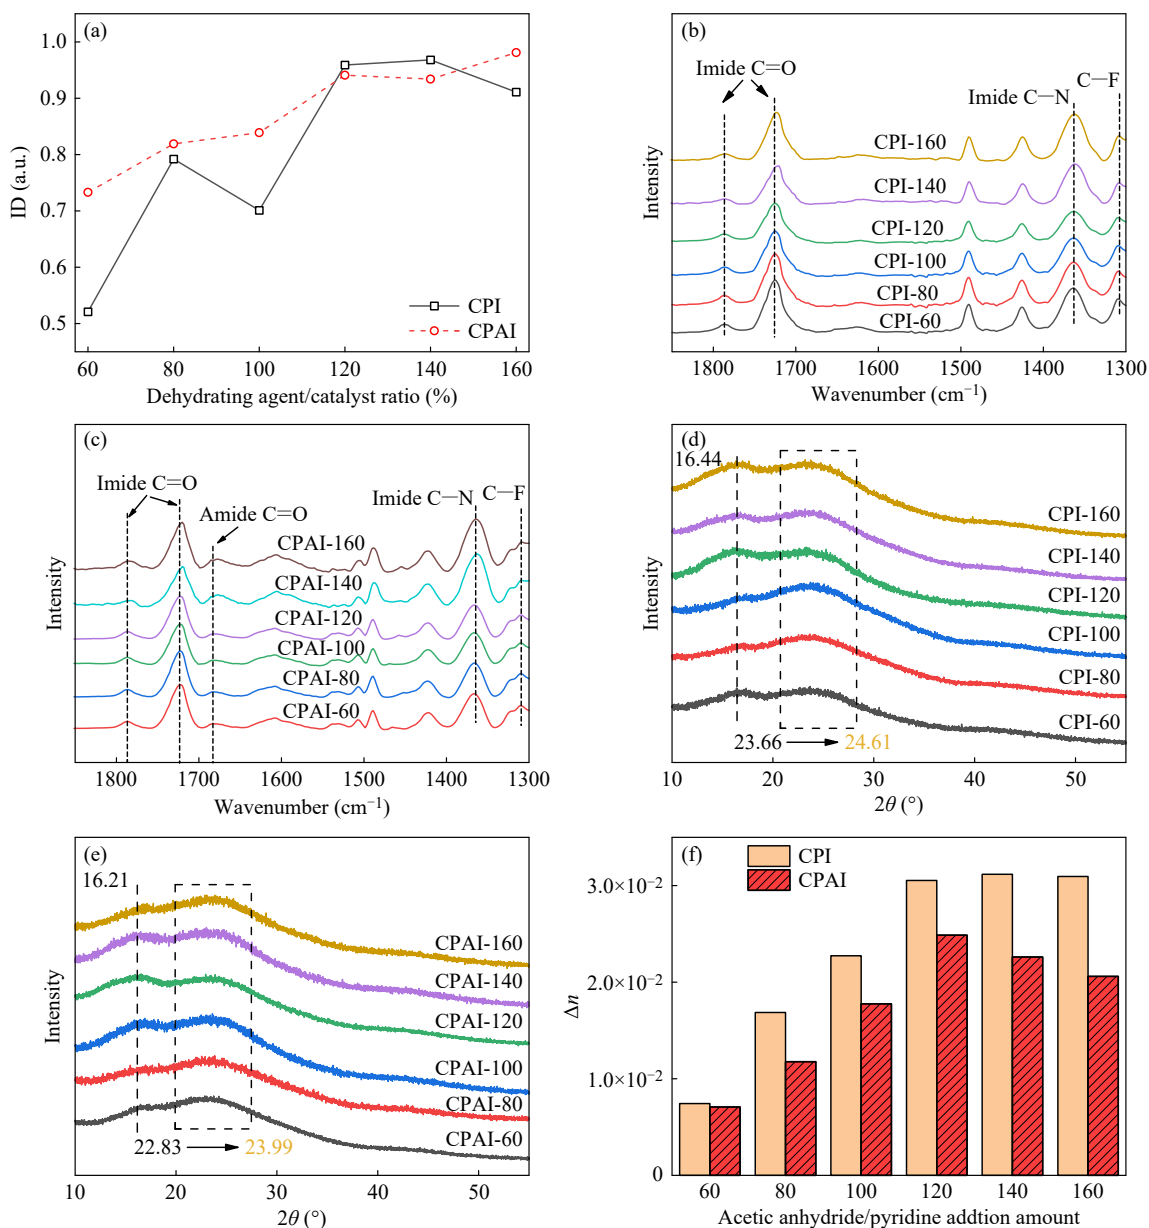 (a)
1.0
0.9
0.8
0.7
0.6
0.5
ID (a.u.)
CPI
CPAI
60 80 100 120 140 160
Dehydrating agent/catalyst ratio (%)
(b)
Imide C=O
Imide C—N
C—F
CPI-160
CPI-140
CPI-120
CPI-100
CPI-80
CPI-60
Intensity
1800 1700 1600 1500 1400 1300
Wavenumber (cm⁻¹)
(c)
Imide C=O
Amide C=O
Imide C—N
C—F
CPAI-160
CPAI-140
CPAI-120
CPAI-100
CPAI-80
CPAI-60
Intensity
1800 1700 1600 1500 1400 1300
Wavenumber (cm⁻¹)
(d)
16.44
CPI-160
CPI-140
CPI-120
CPI-100
CPI-80
CPI-60
23.66 24.61
Intensity
10 20 30 40 50
2θ (°)
(e)
16.21
CPAI-160
CPAI-140
CPAI-120
CPAI-100
CPAI-80
CPAI-60
22.83 23.99
Intensity
10 20 30 40 50
2θ (°)
(f)
CPI
CPAI
3.0×10⁻²
2.0×10⁻²
1.0×10⁻²
0
Δn
60 80 100 120 140 160
Acetic anhydride/pyridine addtion amount